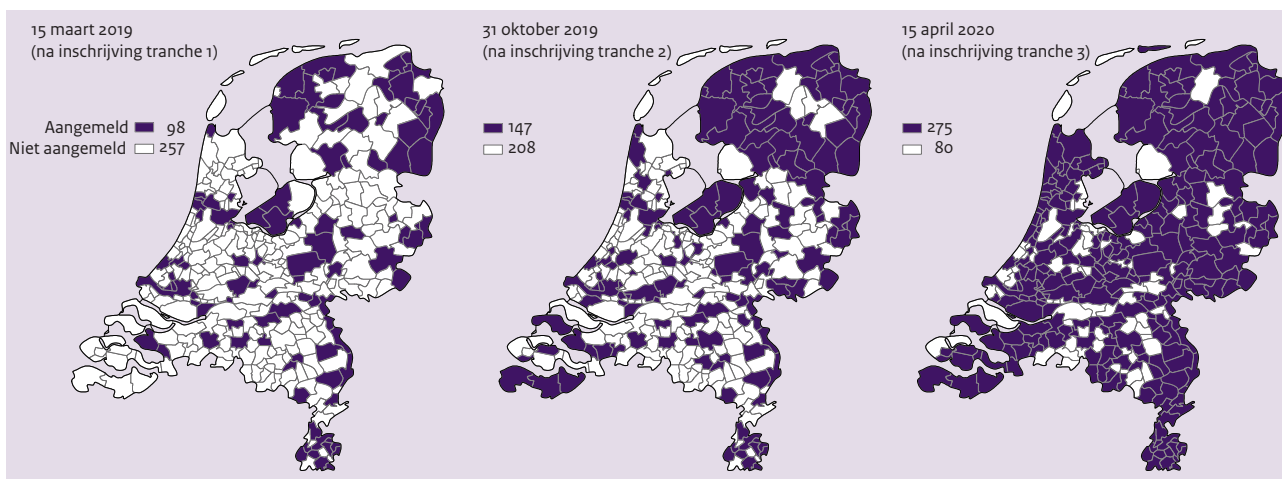 15 maart 2019
(na inschrijving tranche 1)
Aangemeld 98
Niet aangemeld 257
31 oktober 2019
(na inschrijving tranche 2)
147
208
15 april 2020
(na inschrijving tranche 3)
275
80